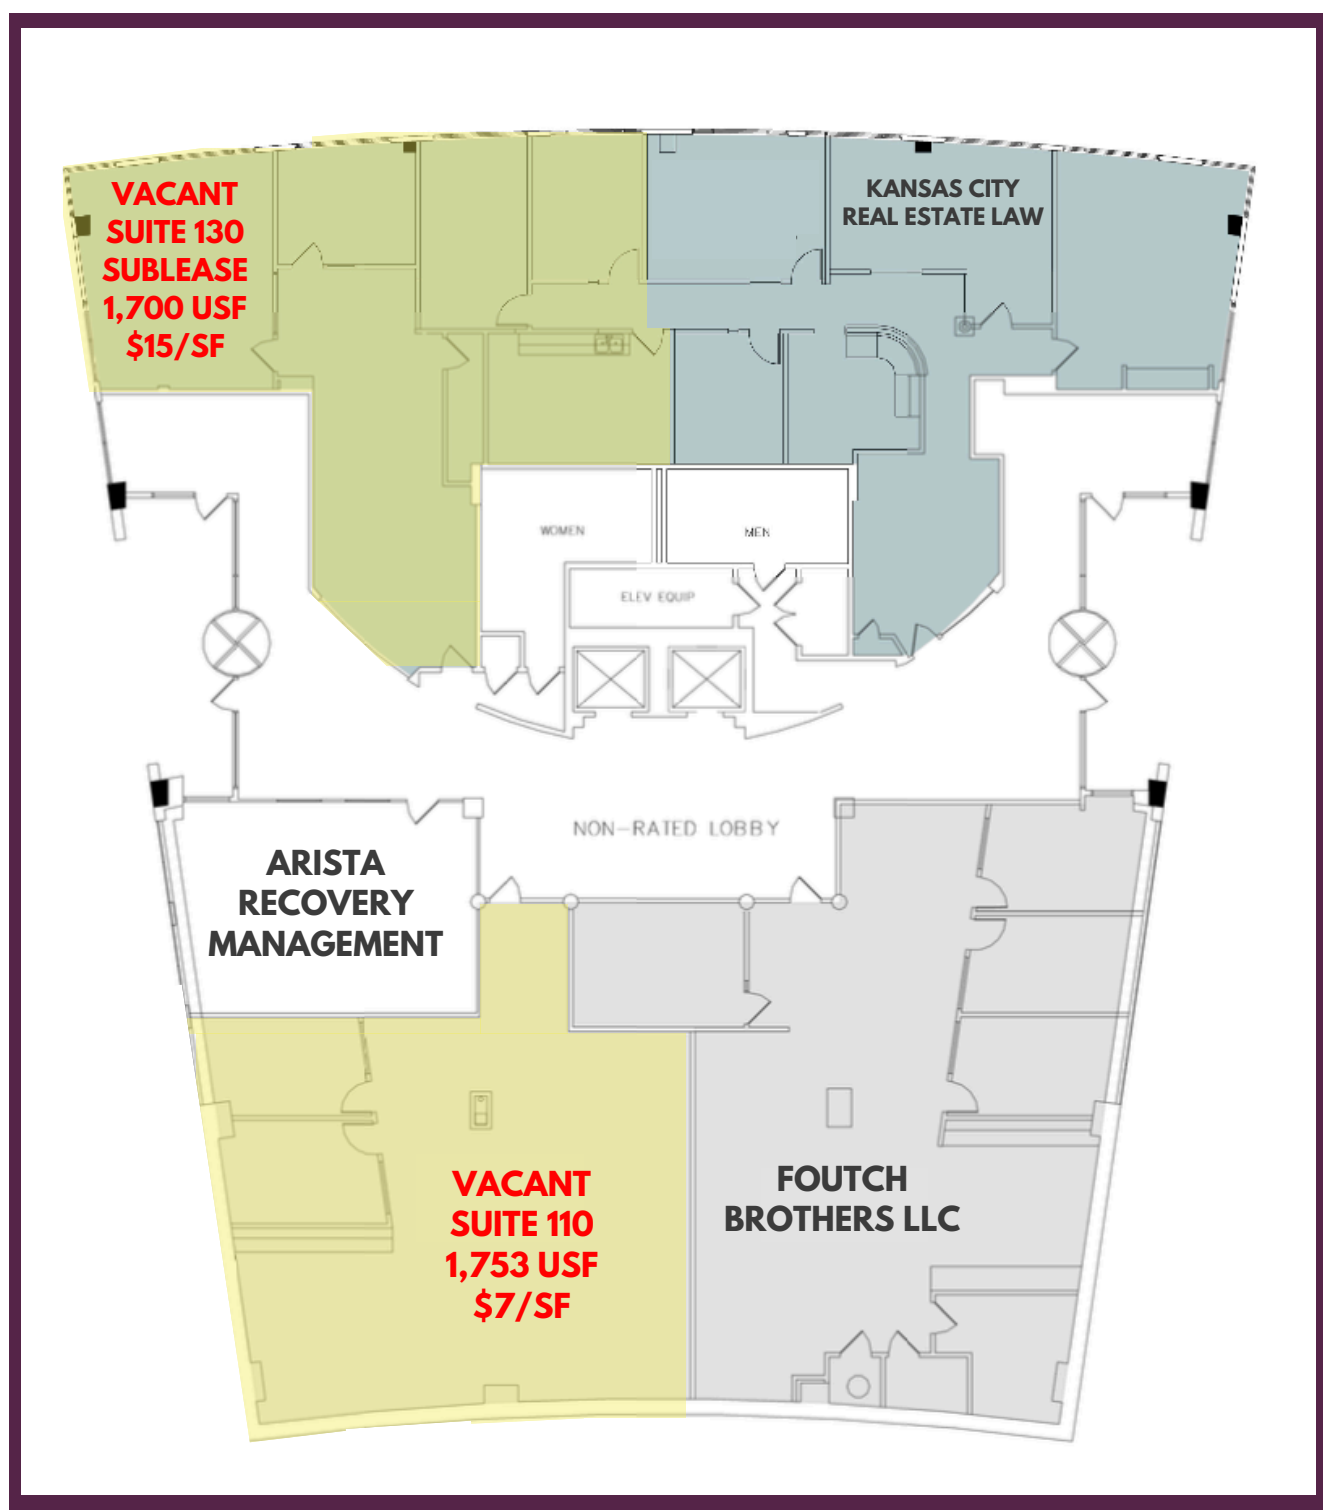 VACANT
SUITE 130
SUBLEASE
1,700 USF
$15/SF
KANSAS CITY
REAL ESTATE LAW
WOMEN
MEN
ELEV EQUIP
NON-RATED LOBBY
ARISTA
RECOVERY
MANAGEMENT
VACANT
SUITE 110
1,753 USF
$7/SF
FOUTCH
BROTHERS LLC